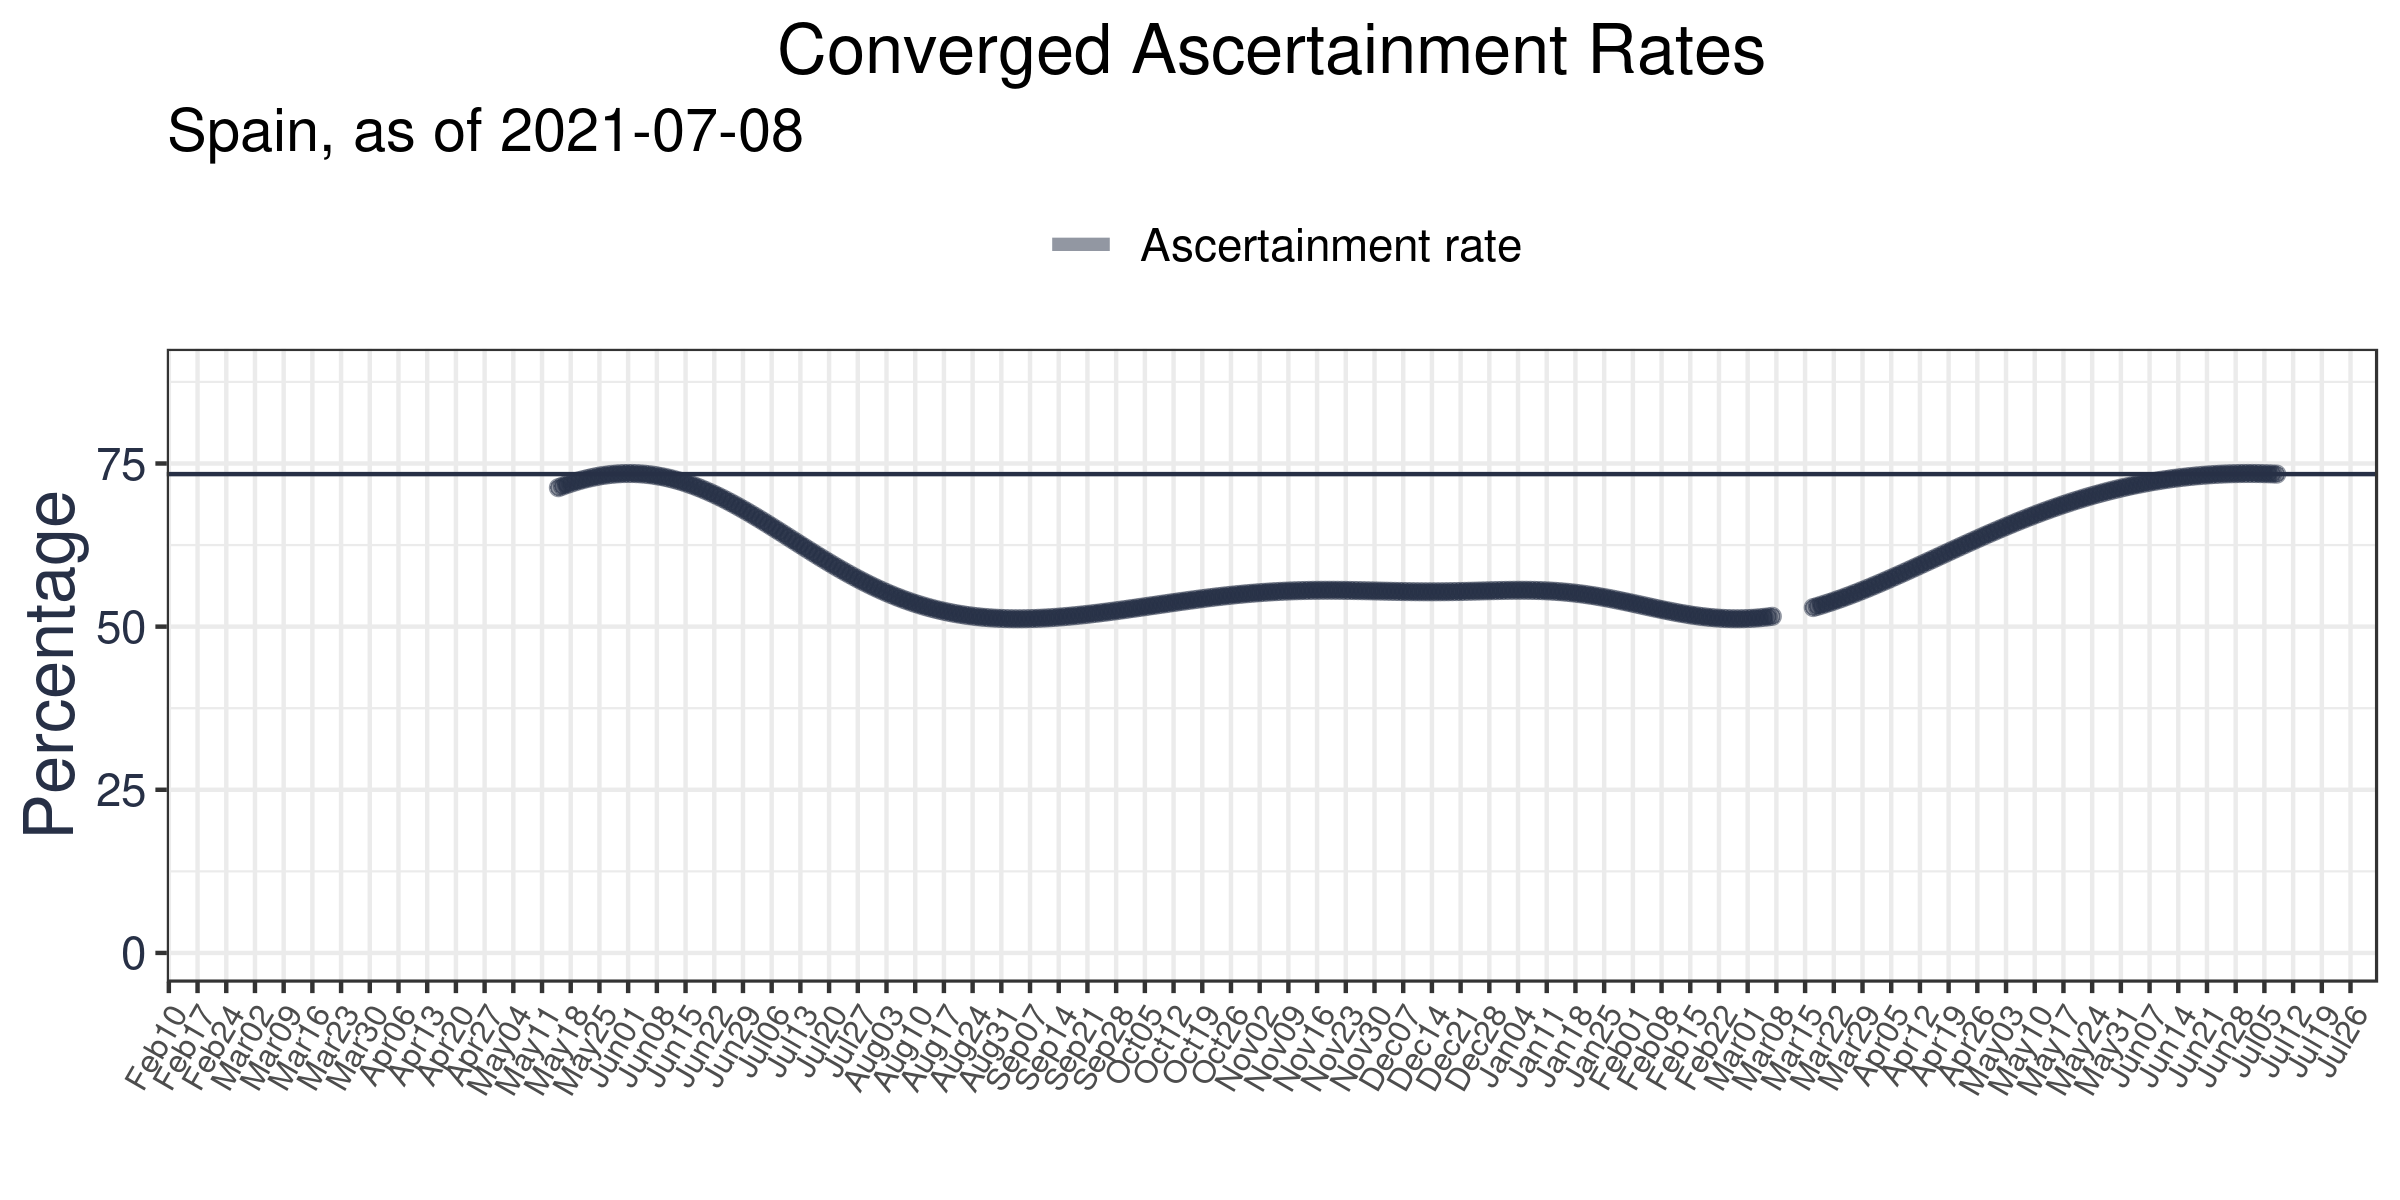 Converged Ascertainment Rates
Spain, as of 2021-07-08
Ascertainment rate
Percentage
75
50
25
0
Feb10 Feb17 Feb24 Mar02 Mar09 Mar16 Mar23 Mar30 Apr06 Apr13 Apr20 Apr27 May04 May11 May18 May25 Jun01 Jun08 Jun15 Jun22 Jun29 Jul06 Jul13 Jul20 Jul27 Aug03 Aug10 Aug17 Aug24 Aug31 Sep07 Sep14 Sep21 Sep28 Oct05 Oct12 Oct19 Oct26 Nov02 Nov09 Nov16 Nov23 Nov30 Dec07 Dec14 Dec21 Dec28 Jan04 Jan11 Jan18 Jan25 Feb01 Feb08 Feb15 Feb22 Mar01 Mar08 Mar15 Mar22 Mar29 Apr05 Apr12 Apr19 Apr26 May03 May10 May17 May24 May31 Jun07 Jun14 Jun21 Jun28 Jul05 Jul12 Jul19 Jul26